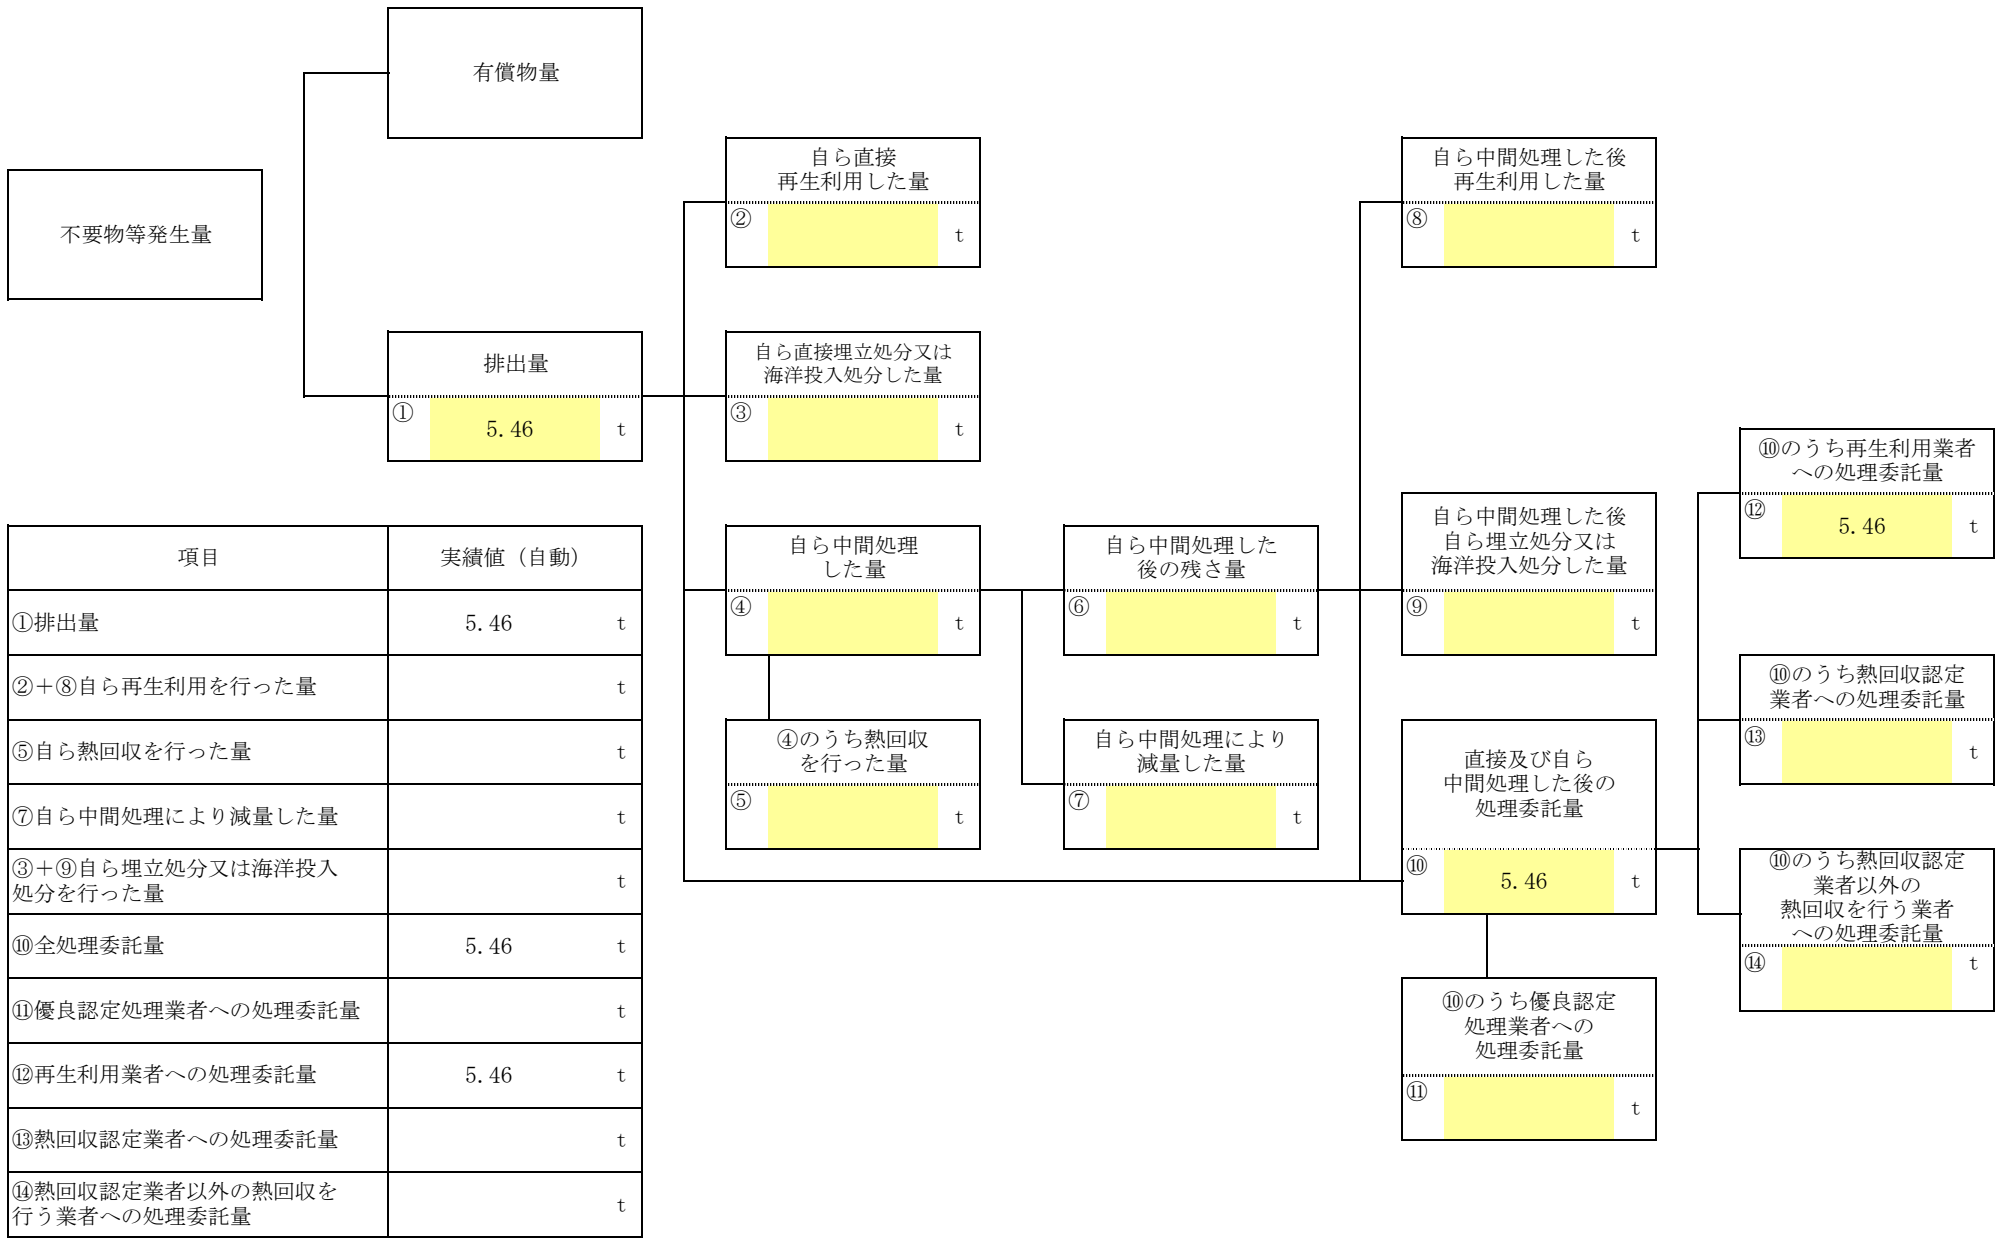 有償物量
不要物等発生量
排出量
①
5.46
t
自ら直接
再生利用した量
②
t
自ら直接埋立処分又は
海洋投入処分した量
③
t
自ら中間処理
した量
④
t
④のうち熱回収
を行った量
⑤
t
自ら中間処理した
後の残さ量
⑥
t
自ら中間処理により
減量した量
⑦
t
自ら中間処理した後
再生利用した量
⑧
t
自ら中間処理した後
自ら埋立処分又は
海洋投入処分した量
⑨
t
直接及び自ら
中間処理した後の
処理委託量
⑩
5.46
t
⑩のうち優良認定
処理業者への
処理委託量
⑪
t
⑩のうち再生利用業者
への処理委託量
⑫
5.46
t
⑩のうち熱回収認定
業者への処理委託量
⑬
t
⑩のうち熱回収認定
業者以外の
熱回収を行う業者
への処理委託量
⑭
t
項目 実績値（自動）
①排出量 5.46 t
②＋⑧自ら再生利用を行った量 t
⑤自ら熱回収を行った量 t
⑦自ら中間処理により減量した量 t
③＋⑨自ら埋立処分又は海洋投入
処分を行った量 t
⑩全処理委託量 5.46 t
⑪優良認定処理業者への処理委託量 t
⑫再生利用業者への処理委託量 5.46 t
⑬熱回収認定業者への処理委託量 t
⑭熱回収認定業者以外の熱回収を
行う業者への処理委託量 t